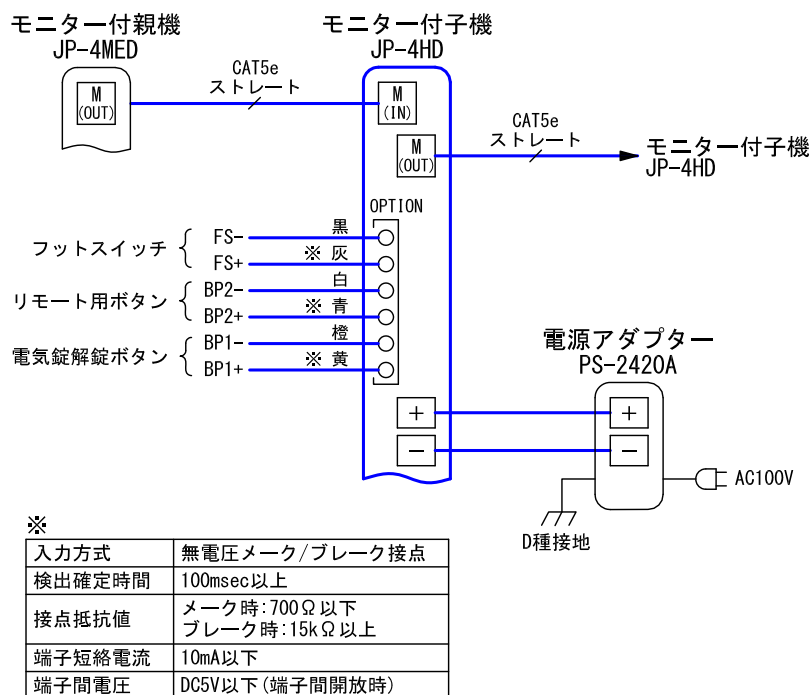 モニター付親機
JP-4MED
モニター付子機
JP-4HD
CAT5e
ストレート
M
(OUT)
M
(IN)
CAT5e
ストレート
M
(OUT)
モニター付子機
JP-4HD
OPTION
フットスイッチ
FS-
黒
FS+
※ 灰
リモート用ボタン
BP2-
白
BP2+
※ 青
電気錠解錠ボタン
BP1-
橙
BP1+
※ 黄
電源アダプター
PS-2420A
+
+
−
−
AC100V
D種接地
※
入力方式 無電圧メーク/ブレーク接点
検出確定時間 100msec以上
接点抵抗値 メーク時:700Ω以下
ブレーク時:15kΩ以上
端子短絡電流 10mA以下
端子間電圧 DC5V以下(端子間開放時)